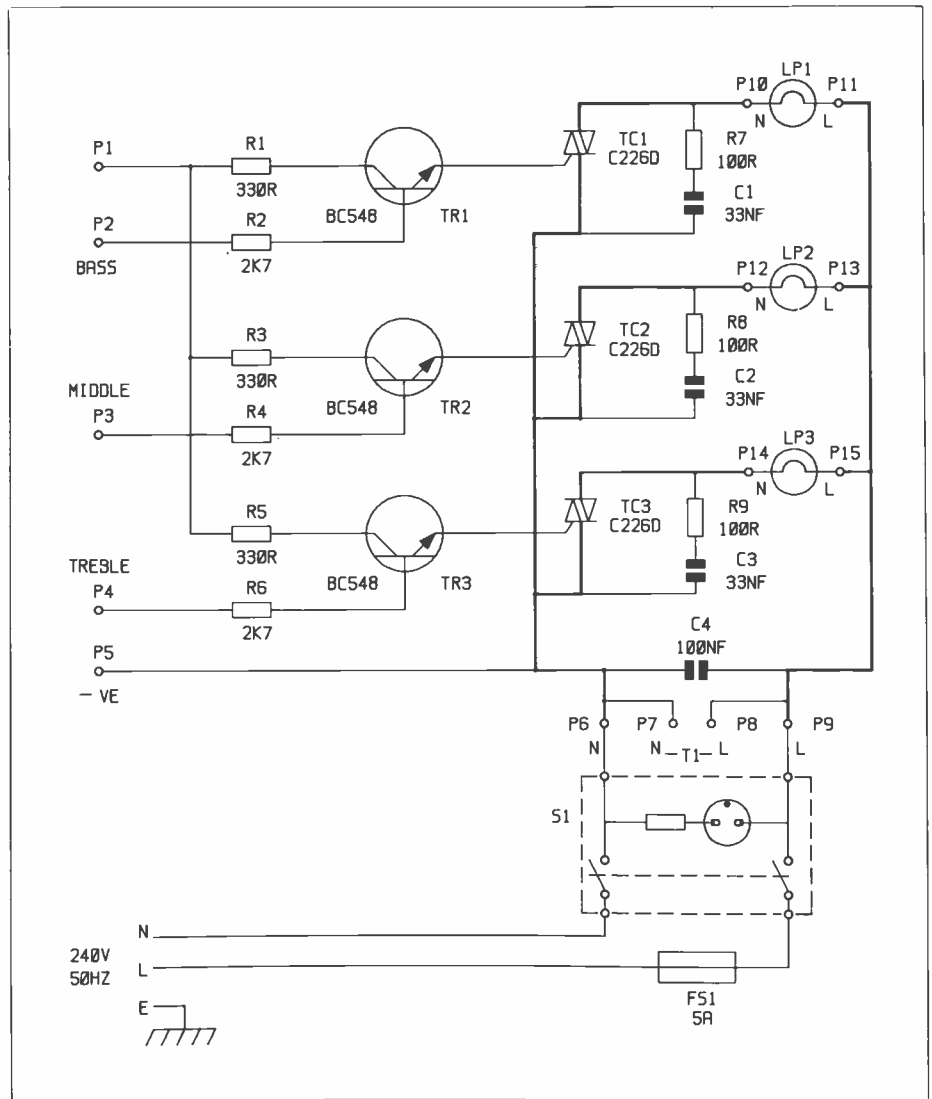 LP1
P10
P11
N
L
P1
R1
330R
TC1
C226D
R7
100R
C1
33NF
BC548
TR1
P2
BASS
R2
2K7
LP2
P12
P13
N
L
R3
330R
TC2
C226D
R8
100R
C2
33NF
BC548
TR2
MIDDLE
P3
R4
2K7
LP3
P14
P15
N
L
R5
330R
TC3
C226D
R9
100R
C3
33NF
BC548
TR3
TREBLE
P4
R6
2K7
P5
– VE
C4
100NF
P6
P7
P8
P9
N
N –T1– L
L
S1
N
240V
50HZ
L
E
FS1
5A